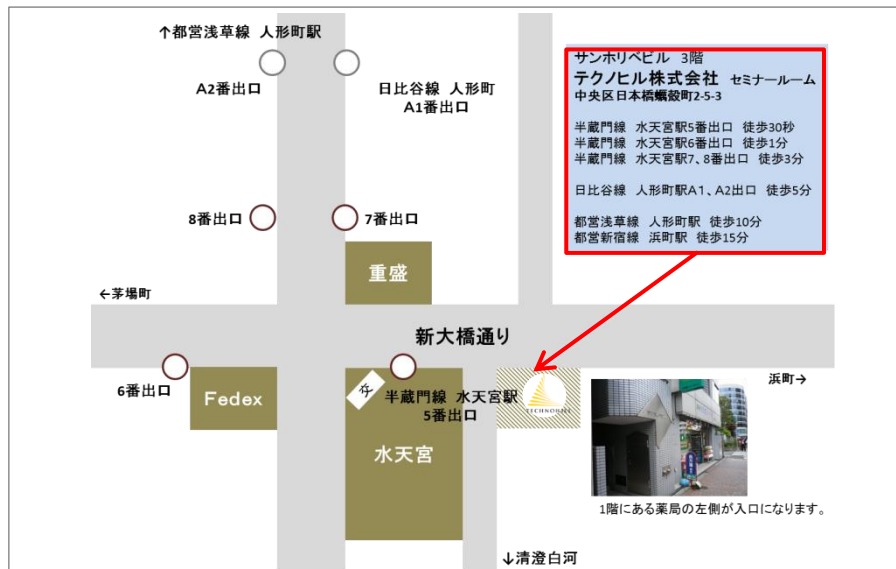 ↑都営浅草線 人形町駅
A2番出口
日比谷線 人形町
A1番出口
サンホリベビル 3階
テクノヒル株式会社 セミナールーム
中央区日本橋蠣殻町2-5-3
半蔵門線 水天宮駅5番出口 徒歩30秒
半蔵門線 水天宮駅6番出口 徒歩1分
半蔵門線 水天宮駅7、8番出口 徒歩3分
日比谷線 人形町駅A1、A2出口 徒歩5分
都営浅草線 人形町駅 徒歩10分
都営新宿線 浜町駅 徒歩15分
8番出口
7番出口
重盛
←茅場町
新大橋通り
浜町→
6番出口
Fedex
交
半蔵門線 水天宮駅
5番出口
TECHNOHILL
水天宮
1階にある薬局の左側が入口になります。
↓清澄白河